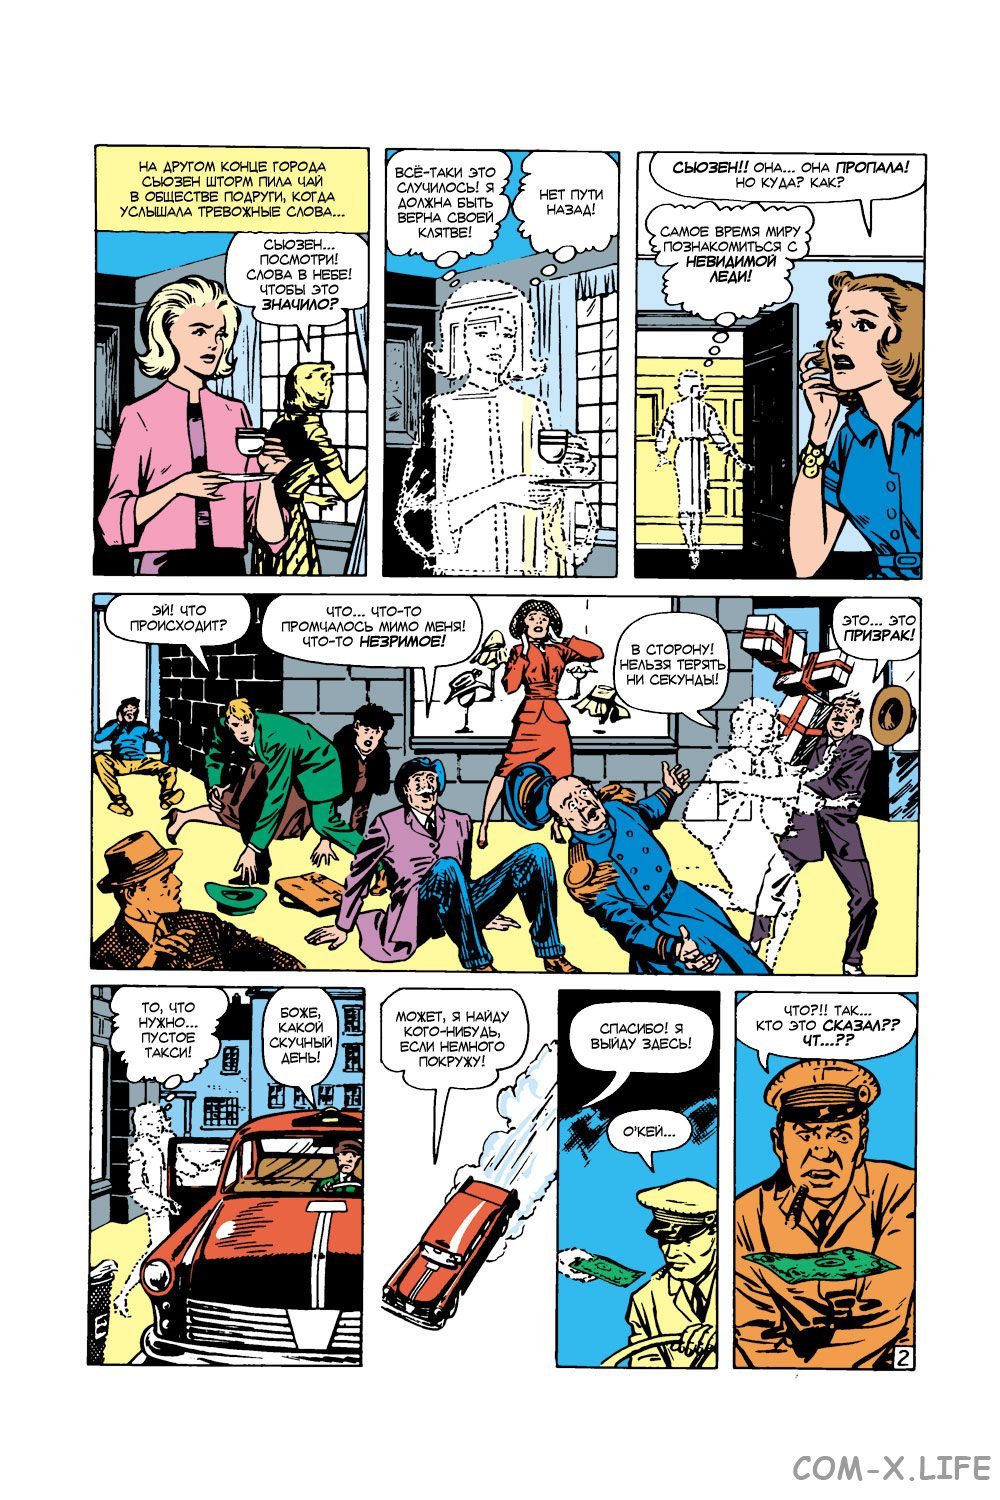 НА ДРУГОМ КОНЦЕ ГОРОДА
СЬЮЗЕН ШТОРМ ПИЛА ЧАЙ
В ОБЩЕСТВЕ ПОДРУГИ, КОГДА
УСЛЫШАЛА ТРЕВОЖНЫЕ СЛОВА...
СЬЮЗЕН...
ПОСМОТРИ!
СЛОВА В НЕБЕ!
ЧТОБЫ ЭТО
ЗНАЧИЛО?
ВСЁ-ТАКИ ЭТО
СЛУЧИЛОСЬ! Я
ДОЛЖНА БЫТЬ
ВЕРНА СВОЕЙ
КЛЯТВЕ!
НЕТ ПУТИ
НАЗАД!
СЬЮЗЕН!! ОНА... ОНА ПРОПАЛА!
НО КУДА? КАК?
САМОЕ ВРЕМЯ МИРУ
ПОЗНАКОМИТЬСЯ С
НЕВИДИМОЙ
ЛЕДИ!
ЭЙ! ЧТО
ПРОИСХОДИТ?
ЧТО... ЧТО-ТО
ПРОМЧАЛОСЬ МИМО МЕНЯ!
ЧТО-ТО НЕЗРИМОЕ!
В СТОРОНУ!
НЕЛЬЗЯ ТЕРЯТЬ
НИ СЕКУНДЫ!
ЭТО... ЭТО
ПРИЗРАК!
ТО, ЧТО
НУЖНО...
ПУСТОЕ
ТАКСИ!
БОЖЕ,
КАКОЙ
СКУЧНЫЙ
ДЕНЬ!
МОЖЕТ, Я НАЙДУ
КОГО-НИБУДЬ,
ЕСЛИ НЕМНОГО
ПОКРУЖУ!
СПАСИБО! Я
ВЫЙДУ ЗДЕСЬ!
О'КЕЙ...
ЧТО?!! ТАК...
КТО ЭТО СКАЗАЛ??
ЧТ...??
2
COM-X.LIFE